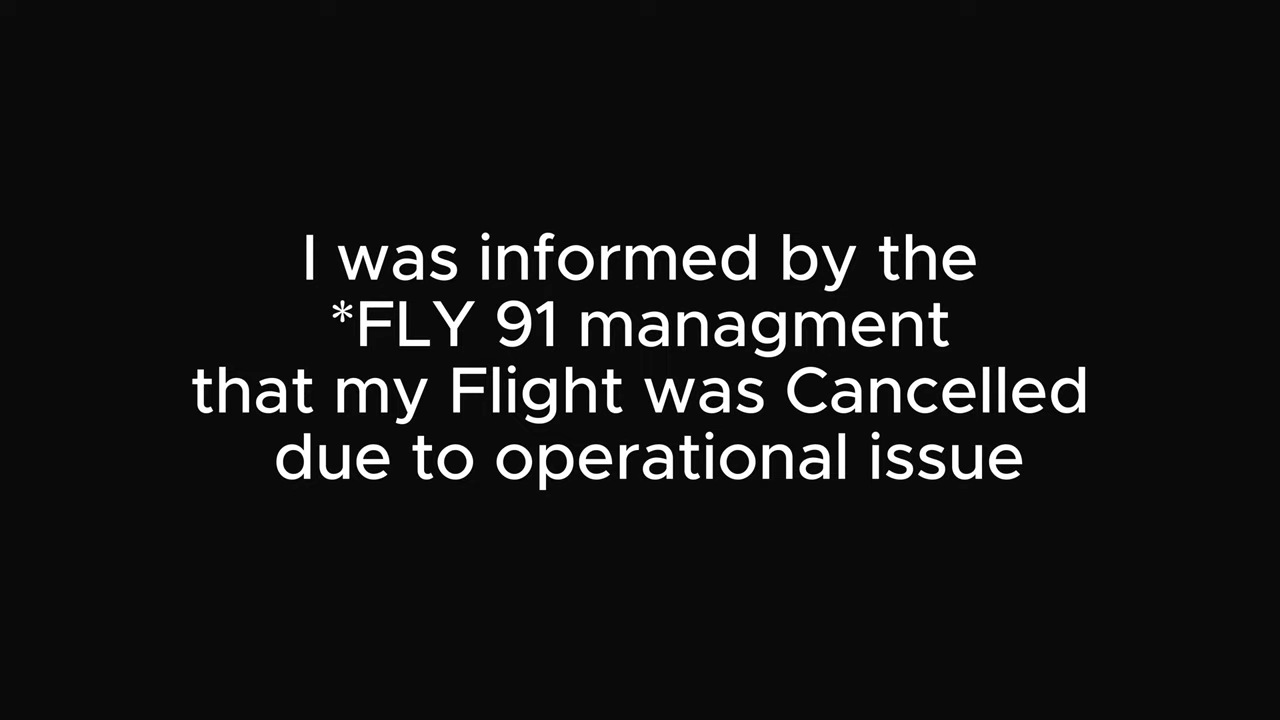 I was informed by the
*FLY 91 managment
that my Flight was Cancelled
due to operational issue